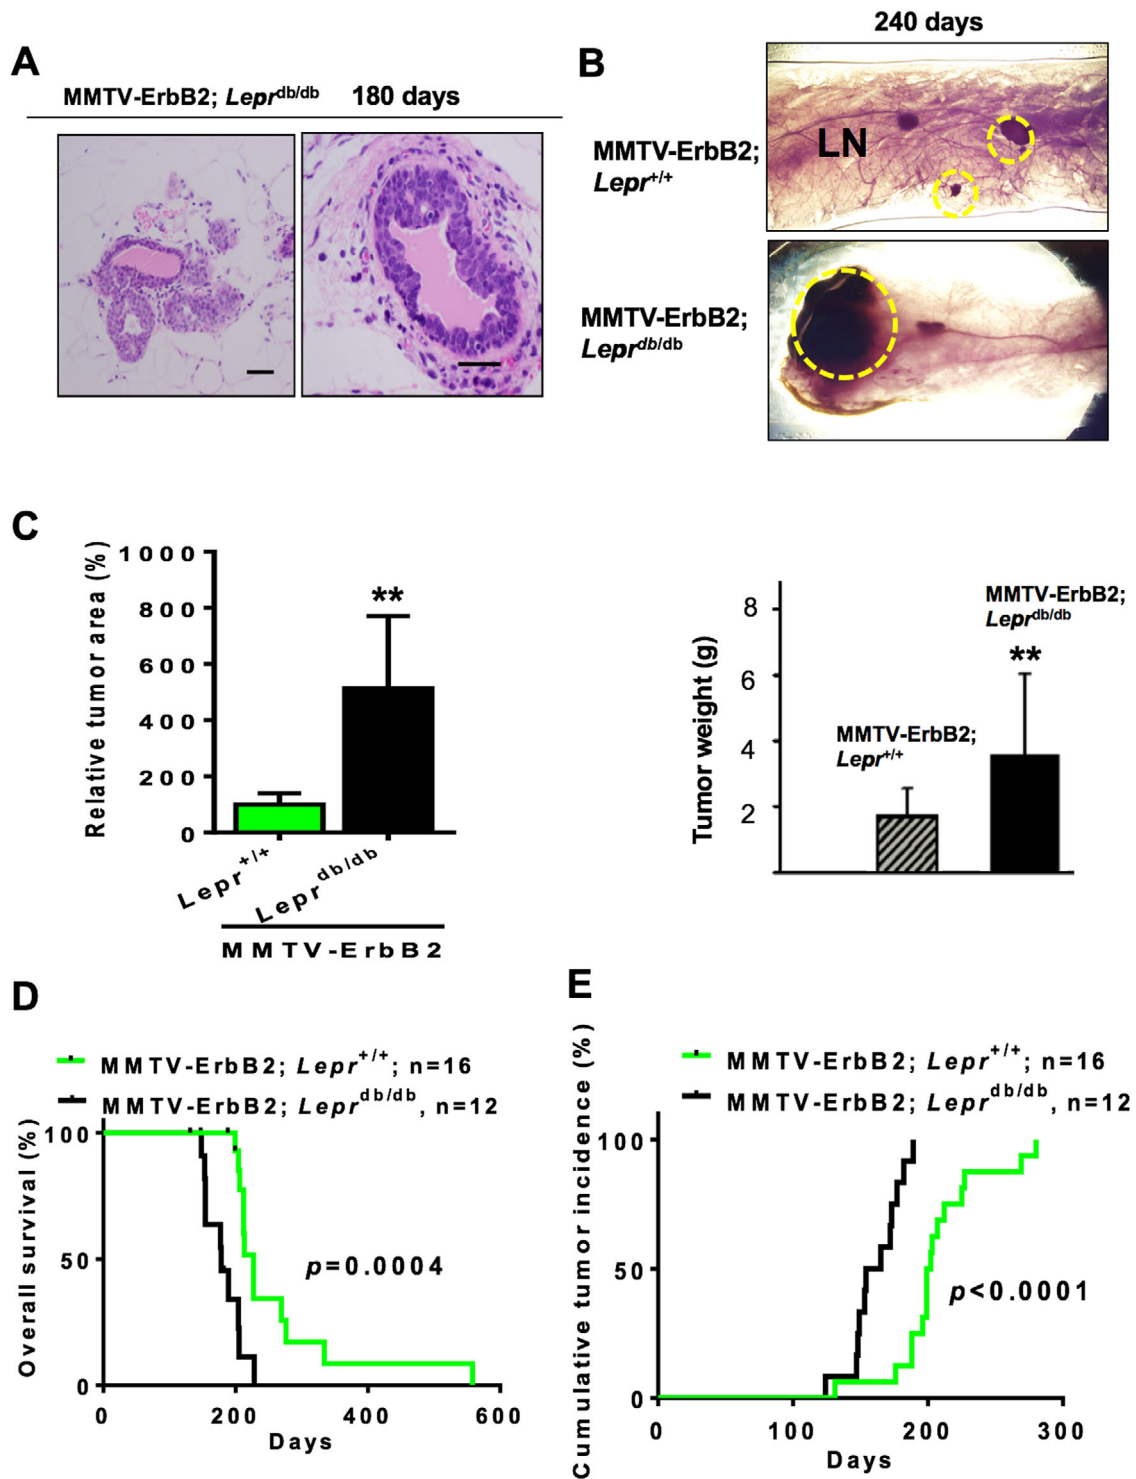 A
MMTV-ErbB2; Lepr^db/db 180 days
B
240 days
MMTV-ErbB2;
Lepr^+/+
LN
MMTV-ErbB2;
Lepr^db/db
C
Relative tumor area (%)
1000
800
600
400
200
0
**
Lepr^+/+
Lepr^db/db
MMTV-ErbB2
Tumor weight (g)
8
6
4
2
MMTV-ErbB2;
Lepr^+/+
MMTV-ErbB2;
Lepr^db/db
**
D
MMTV-ErbB2; Lepr^+/+; n=16
MMTV-ErbB2; Lepr^db/db, n=12
Overall survival (%)
100
50
0
p=0.0004
0 200 400 600
Days
E
MMTV-ErbB2; Lepr^+/+; n=16
MMTV-ErbB2; Lepr^db/db, n=12
Cumulative tumor incidence (%)
100
50
0
p<0.0001
0 100 200 300
Days